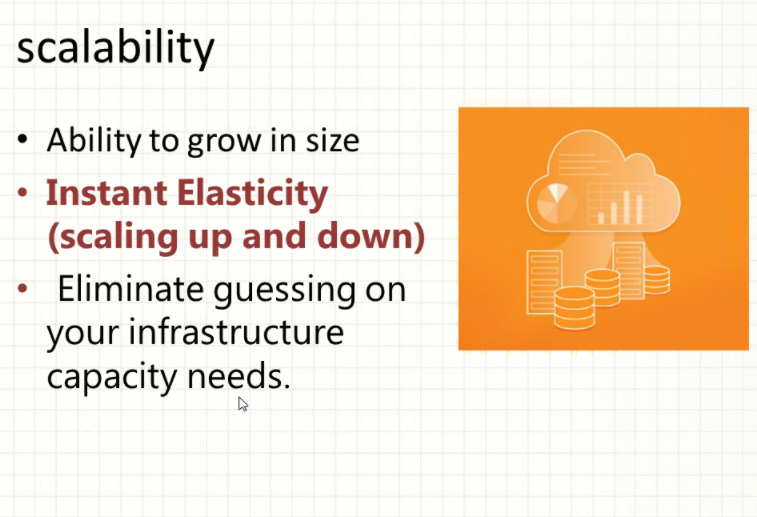 scalability
• Ability to grow in size
• Instant Elasticity
(scaling up and down)
• Eliminate guessing on
your infrastructure
capacity needs.